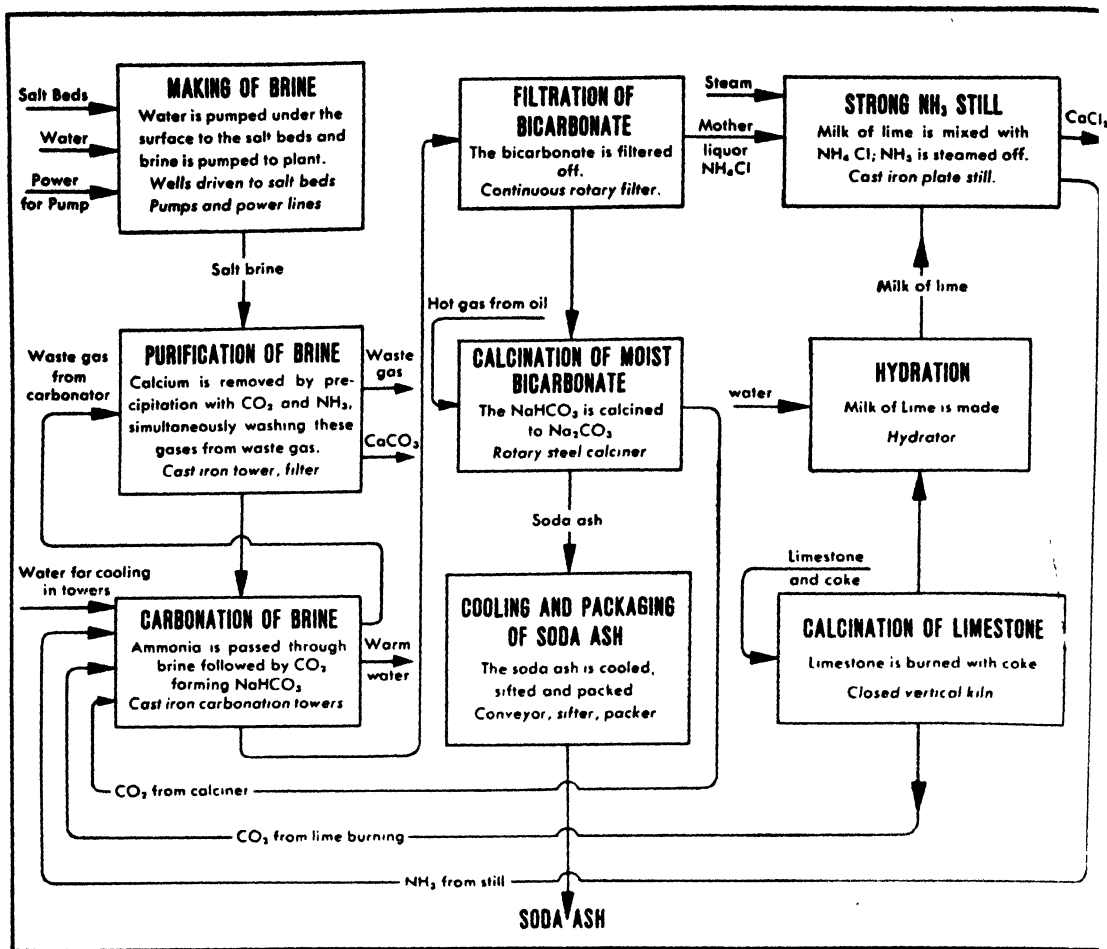 Salt Beds
Water
Power
for Pump
MAKING OF BRINE
Water is pumped under the
surface to the salt beds and
brine is pumped to plant.
Wells driven to salt beds
Pumps and power lines
Salt brine
Waste gas
from
carbonator
PURIFICATION OF BRINE
Calcium is removed by pre-
cipitation with CO₂ and NH₃,
simultaneously washing these
gases from waste gas.
Cast iron tower, filter
Waste
gas
CaCO₃
Water for cooling
in towers
CARBONATION OF BRINE
Ammonia is passed through
brine followed by CO₂
forming NaHCO₃
Cast iron carbonation towers
Warm
water
FILTRATION OF
BICARBONATE
The bicarbonate is filtered
off.
Continuous rotary filter.
Mother
liquor
NH₄Cl
Hot gas from oil
CALCINATION OF MOIST
BICARBONATE
The NaHCO₃ is calcined
to Na₂CO₃
Rotary steel calciner
Soda ash
COOLING AND PACKAGING
OF SODA ASH
The soda ash is cooled,
sifted and packed
Conveyor, sifter, packer
Steam
STRONG NH₃ STILL
Milk of lime is mixed with
NH₄ Cl; NH₃ is steamed off.
Cast iron plate still.
CaCl₂
Milk of lime
water
HYDRATION
Milk of Lime is made
Hydrator
Limestone
and coke
CALCINATION OF LIMESTONE
Limestone is burned with coke
Closed vertical kiln
CO₂ from calciner
CO₂ from lime burning
NH₃ from still
SODA ASH